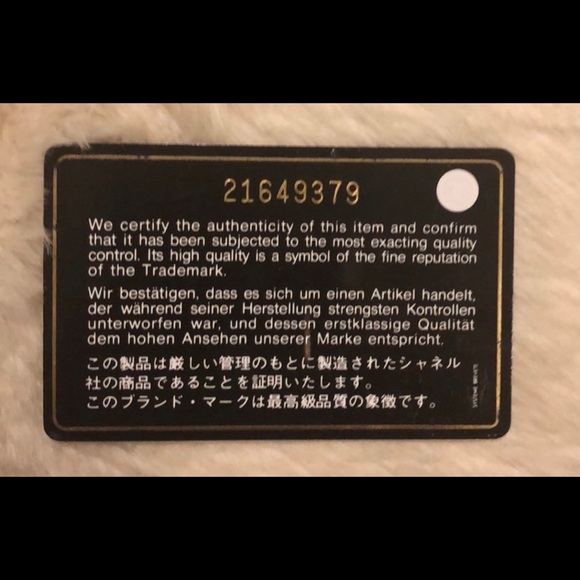 21649379
We certify the authenticity of this item and confirm
that it has been subjected to the most exacting quality
control. Its high quality is a symbol of the fine reputation
of the Trademark.
Wir bestätigen, dass es sich um einen Artikel handelt,
der während seiner Herstellung strengsten Kontrollen
unterworfen war, und dessen erstklassige Qualität
dem hohen Ansehen unserer Marke entspricht.
この製品は厳しい管理のもとに製造されたシャネル
社の商品であることを証明いたします。
このブランド・マークは最高級品質の象徴です。